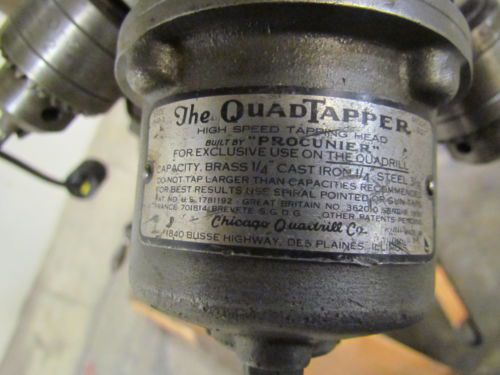 The QUADTAPPER
HIGH SPEED TAPPING HEAD
BUILT BY "PROCUNIER"
FOR EXCLUSIVE USE ON THE QUADRILL
CAPACITY, BRASS 1/4" CAST IRON 1/4 STEEL
DO NOT TAP LARGER THAN CAPACITIES RECOMMENDED
FOR BEST RESULTS USE SPIRAL POINTED OR GUN TAPS
PAT. NO. U.S. 1781192 - GREAT BRITAIN NO.
FRANCE 701814 BREVETE S.G.D.G. OTHER PATENTS PENDING
Chicago Quadrill Co.
1840 BUSSE HIGHWAY, DES PLAINES,